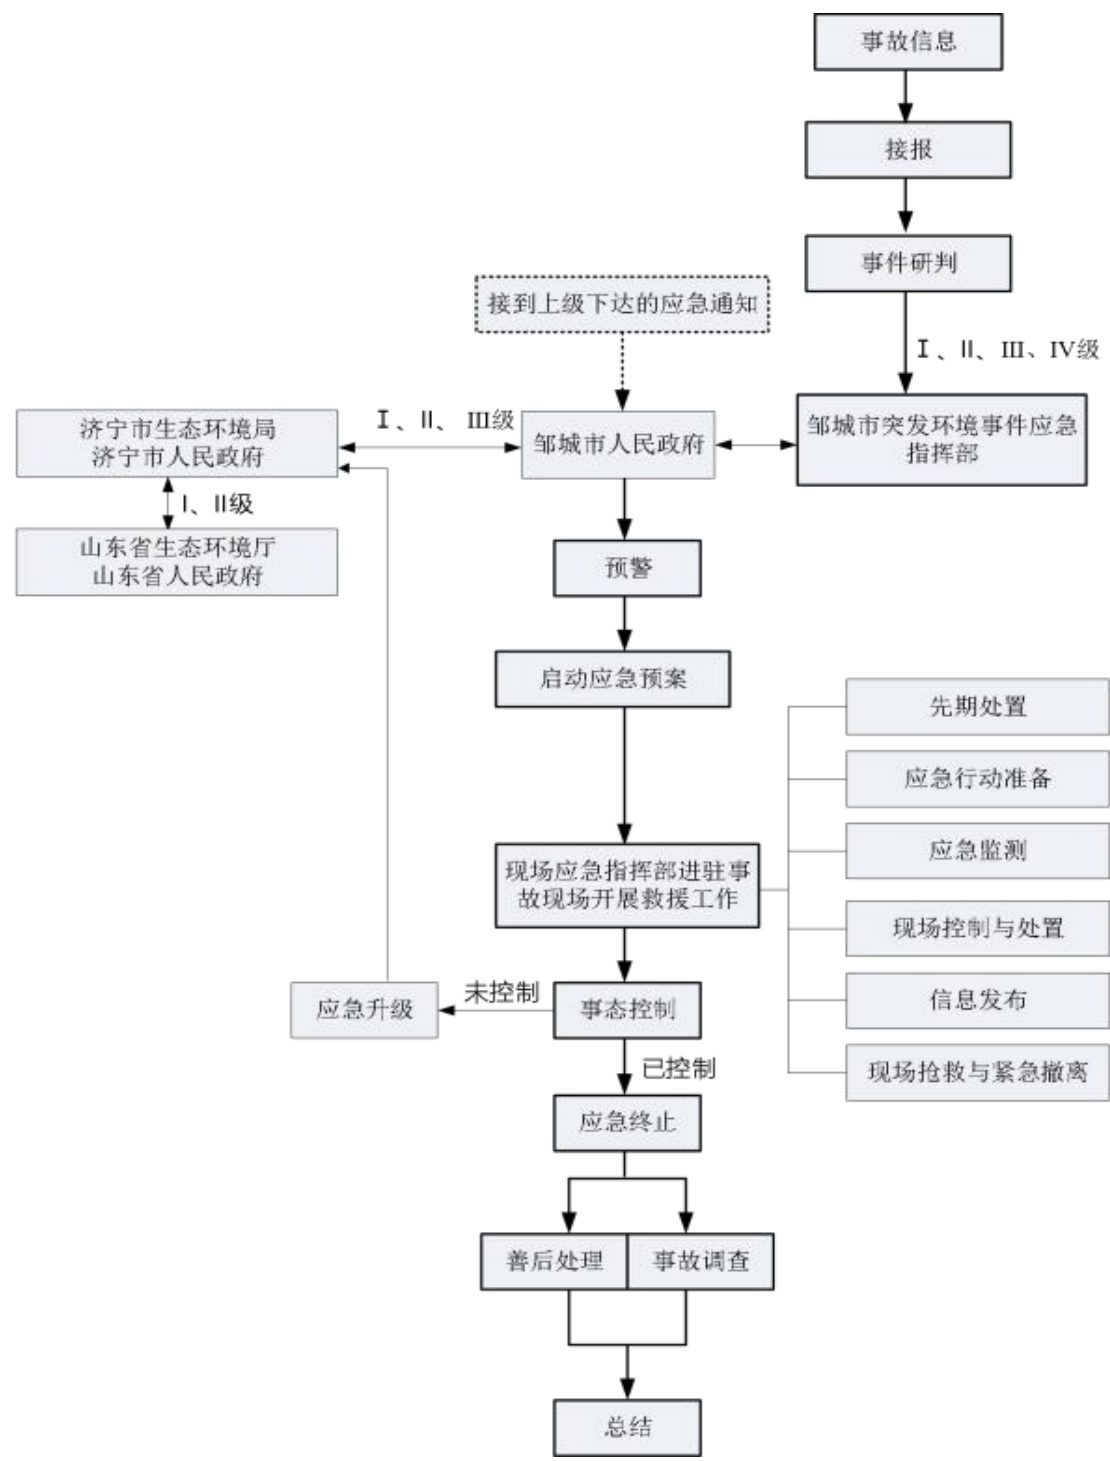 事故信息
接报
事件研判
接到上级下达的应急通知
Ⅰ、Ⅱ、Ⅲ、Ⅳ级
济宁市生态环境局
济宁市人民政府
Ⅰ、Ⅱ、Ⅲ级
邹城市人民政府
邹城市突发环境事件应急
指挥部
Ⅰ、Ⅱ级
山东省生态环境厅
山东省人民政府
预警
启动应急预案
先期处置
应急行动准备
应急监测
现场应急指挥部进驻事
故现场开展救援工作
现场控制与处置
信息发布
现场抢救与紧急撤离
应急升级
未控制
事态控制
已控制
应急终止
善后处理
事故调查
总结